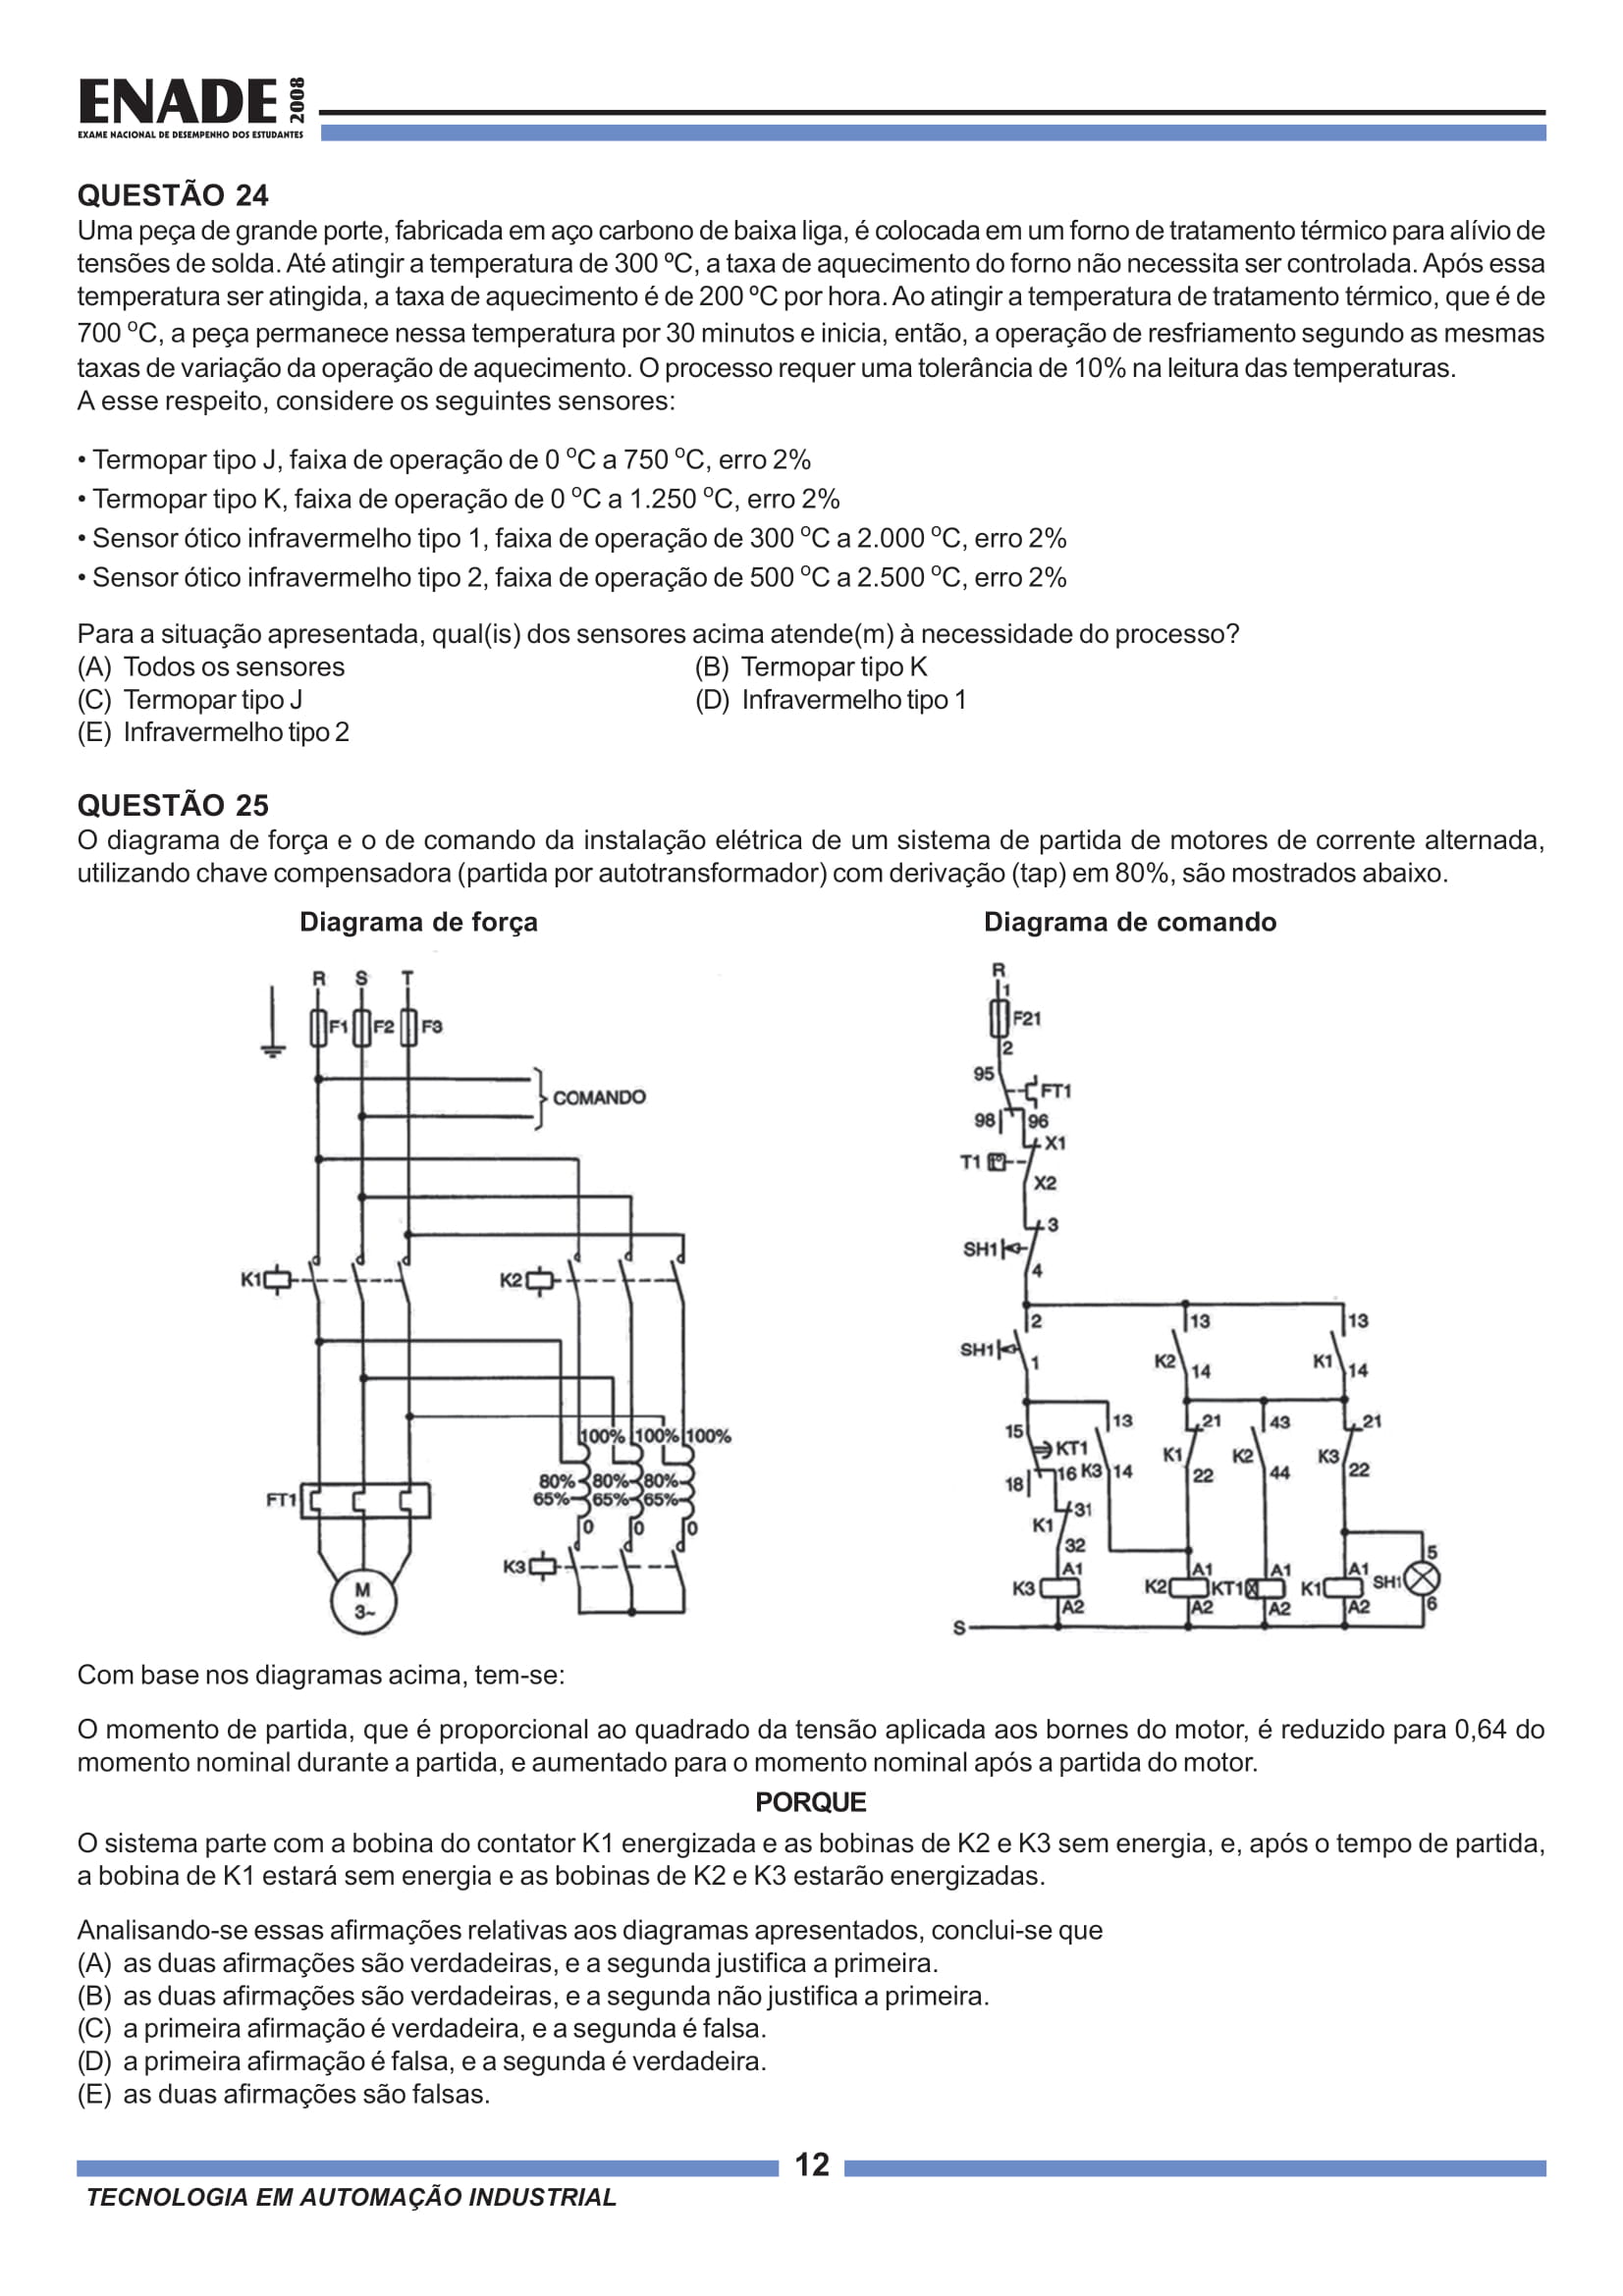 ENADE 2008
EXAME NACIONAL DE DESEMPENHO DOS ESTUDANTES
QUESTÃO 24
Uma peça de grande porte, fabricada em aço carbono de baixa liga, é colocada em um forno de tratamento térmico para alívio de
tensões de solda. Até atingir a temperatura de 300 ºC, a taxa de aquecimento do forno não necessita ser controlada. Após essa
temperatura ser atingida, a taxa de aquecimento é de 200 ºC por hora. Ao atingir a temperatura de tratamento térmico, que é de
700 ºC, a peça permanece nessa temperatura por 30 minutos e inicia, então, a operação de resfriamento segundo as mesmas
taxas de variação da operação de aquecimento. O processo requer uma tolerância de 10% na leitura das temperaturas.
A esse respeito, considere os seguintes sensores:
• Termopar tipo J, faixa de operação de 0 ºC a 750 ºC, erro 2%
• Termopar tipo K, faixa de operação de 0 ºC a 1.250 ºC, erro 2%
• Sensor ótico infravermelho tipo 1, faixa de operação de 300 ºC a 2.000 ºC, erro 2%
• Sensor ótico infravermelho tipo 2, faixa de operação de 500 ºC a 2.500 ºC, erro 2%
Para a situação apresentada, qual(is) dos sensores acima atende(m) à necessidade do processo?
(A) Todos os sensores (B) Termopar tipo K
(C) Termopar tipo J (D) Infravermelho tipo 1
(E) Infravermelho tipo 2
QUESTÃO 25
O diagrama de força e o de comando da instalação elétrica de um sistema de partida de motores de corrente alternada,
utilizando chave compensadora (partida por autotransformador) com derivação (tap) em 80%, são mostrados abaixo.
Diagrama de força
R S T
F1 F2 F3
COMANDO
K1 K2
100% 100% 100%
80% 80% 80%
65% 65% 65%
FT1
0 0 0
K3
M
3~
Diagrama de comando
R
1
F21
2
95
FT1
98 96
X1
T1
X2
3
SH1
4
2 13 13
SH1 1 K2 14 K1 14
15 13 21 43 21
KT1 K1 K2 K3
18 16 K3 14 22 44 22
31
K1
32
5
A1 A1 A1 A1
K3 K2 KT1 K1 SH1
A2 A2 A2 A2 6
S
Com base nos diagramas acima, tem-se:
O momento de partida, que é proporcional ao quadrado da tensão aplicada aos bornes do motor, é reduzido para 0,64 do
momento nominal durante a partida, e aumentado para o momento nominal após a partida do motor.
PORQUE
O sistema parte com a bobina do contator K1 energizada e as bobinas de K2 e K3 sem energia, e, após o tempo de partida,
a bobina de K1 estará sem energia e as bobinas de K2 e K3 estarão energizadas.
Analisando-se essas afirmações relativas aos diagramas apresentados, conclui-se que
(A) as duas afirmações são verdadeiras, e a segunda justifica a primeira.
(B) as duas afirmações são verdadeiras, e a segunda não justifica a primeira.
(C) a primeira afirmação é verdadeira, e a segunda é falsa.
(D) a primeira afirmação é falsa, e a segunda é verdadeira.
(E) as duas afirmações são falsas.
12
TECNOLOGIA EM AUTOMAÇÃO INDUSTRIAL